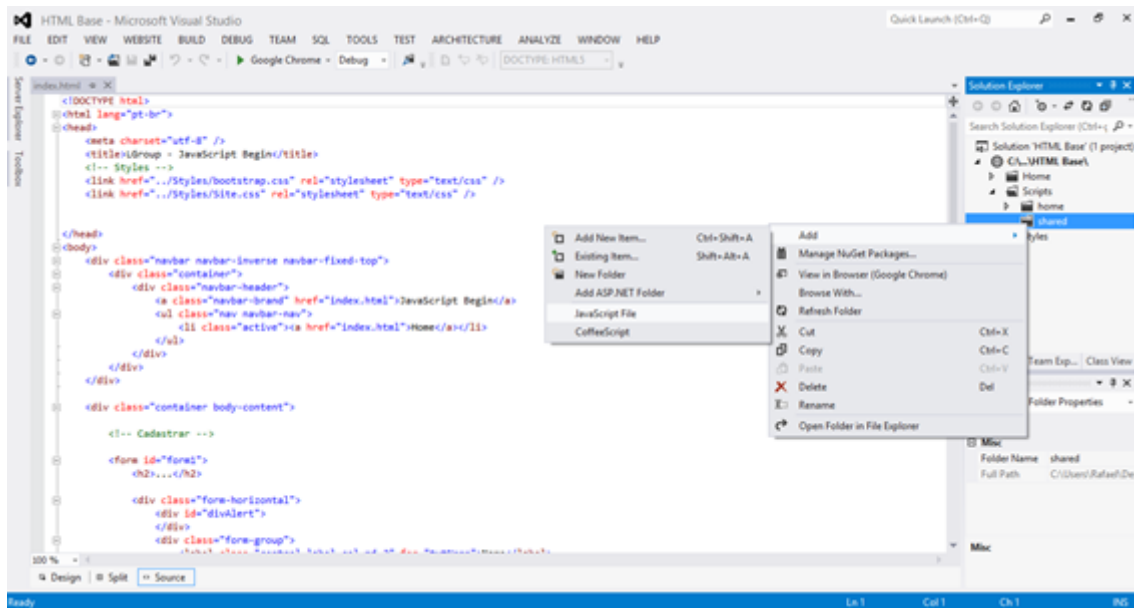 HTML Base - Microsoft Visual Studio
Quick Launch (Ctrl+Q)
FILE EDIT VIEW WEBSITE BUILD DEBUG TEAM SQL TOOLS TEST ARCHITECTURE ANALYZE WINDOW HELP
Google Chrome Debug DOCTYPE: HTML5
Server Explorer
Toolbox
index.html
<!DOCTYPE html>
<html lang="pt-br">
<head>
<meta charset="utf-8" />
<title>LGroup - JavaScript Begin</title>
<!-- Styles -->
<link href="../Styles/bootstrap.css" rel="stylesheet" type="text/css" />
<link href="../Styles/Site.css" rel="stylesheet" type="text/css" />
</head>
<body>
<div class="navbar navbar-inverse navbar-fixed-top">
<div class="container">
<div class="navbar-header">
<a class="navbar-brand" href="index.html">JavaScript Begin</a>
<ul class="nav navbar-nav">
<li class="active"><a href="index.html">Home</a></li>
</ul>
</div>
</div>
</div>
<div class="container body-content">
<!-- Cadastrar -->
<form id="form1">
<h2>...</h2>
<div class="form-horizontal">
<div id="divAlert">
</div>
<div class="form-group">
100 %
Design Split Source
Add New Item... Ctrl+Shift+A
Existing Item... Shift+Alt+A
New Folder
Add ASP.NET Folder
JavaScript File
CoffeeScript
Add
Manage NuGet Packages...
View in Browser (Google Chrome)
Browse With...
Refresh Folder
Cut Ctrl+X
Copy Ctrl+C
Paste Ctrl+V
Delete Del
Rename
Open Folder in File Explorer
Solution Explorer
Search Solution Explorer (Ctrl+
Solution 'HTML Base' (1 project)
C:\...\HTML Base\
Home
Scripts
home
shared
tyles
Team Exp... Class View
Folder Properties
Misc
Folder Name shared
Full Path C:\Users\Rafael\De
Misc
Ready Ln 1 Col 1 Ch 1 INS